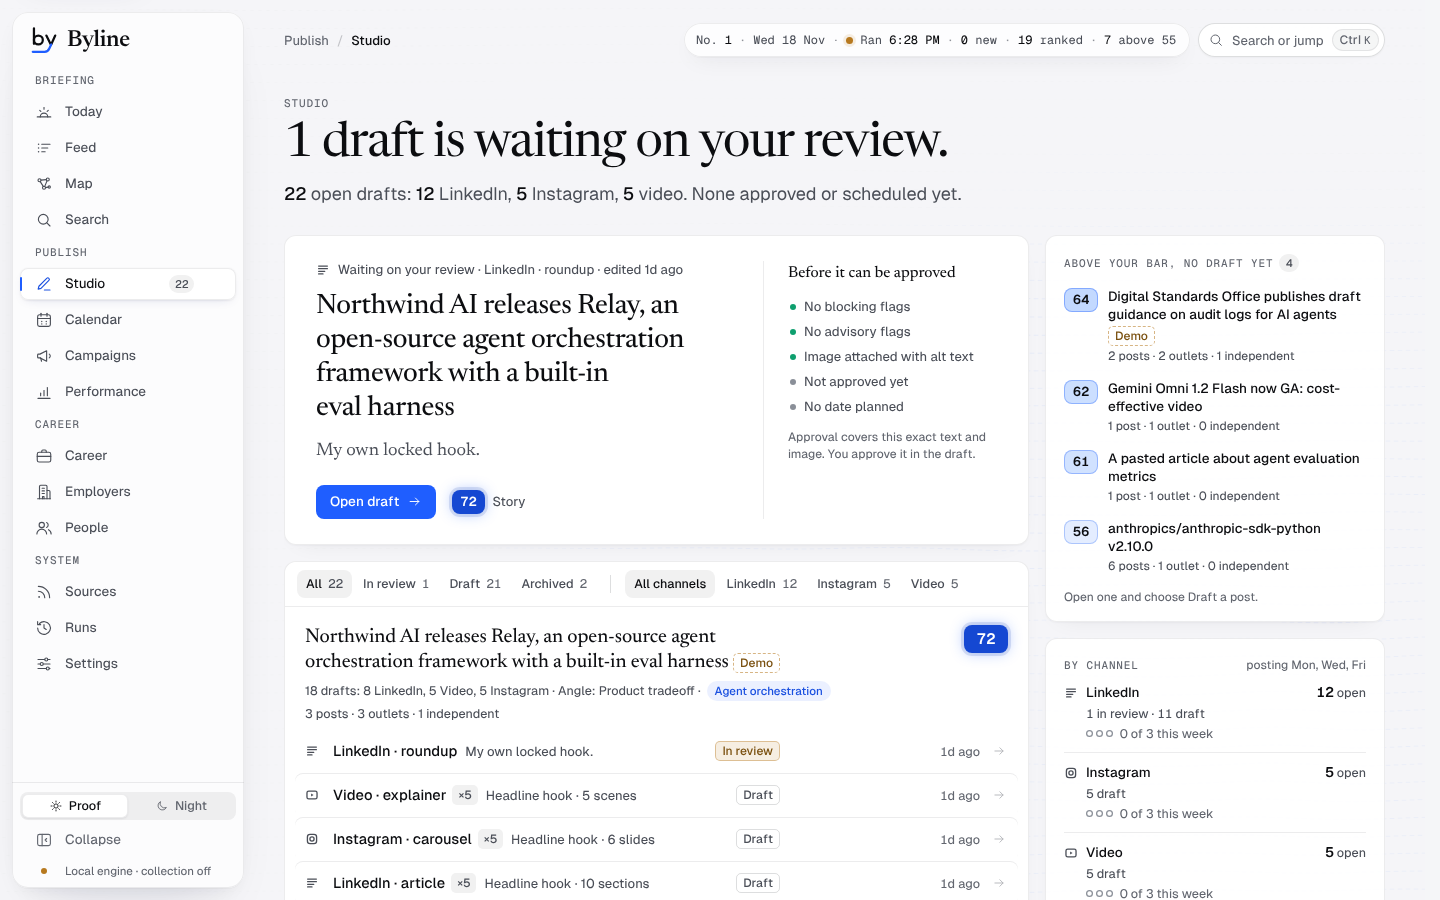 by Byline
BRIEFING
Today
Feed
Map
Search
PUBLISH
Studio 22
Calendar
Campaigns
Performance
CAREER
Career
Employers
People
SYSTEM
Sources
Runs
Settings
Proof Night
Collapse
Local engine · collection off
Publish / Studio
No. 1 · Wed 18 Nov · Ran 6:28 PM · 0 new · 19 ranked · 7 above 55
Search or jump Ctrl K
STUDIO
1 draft is waiting on your review.
22 open drafts: 12 LinkedIn, 5 Instagram, 5 video. None approved or scheduled yet.
Waiting on your review · LinkedIn · roundup · edited 1d ago
Northwind AI releases Relay, an
open-source agent orchestration
framework with a built-in
eval harness
My own locked hook.
Open draft → 72 Story
Before it can be approved
No blocking flags
No advisory flags
Image attached with alt text
Not approved yet
No date planned
Approval covers this exact text and
image. You approve it in the draft.
All 22 In review 1 Draft 21 Archived 2 All channels LinkedIn 12 Instagram 5 Video 5
Northwind AI releases Relay, an open-source agent
orchestration framework with a built-in eval harness Demo
72
18 drafts: 8 LinkedIn, 5 Video, 5 Instagram · Angle: Product tradeoff · Agent orchestration
3 posts · 3 outlets · 1 independent
LinkedIn · roundup My own locked hook. In review 1d ago →
Video · explainer ×5 Headline hook · 5 scenes Draft 1d ago →
Instagram · carousel ×5 Headline hook · 6 slides Draft 1d ago →
LinkedIn · article ×5 Headline hook · 10 sections Draft 1d ago →
ABOVE YOUR BAR, NO DRAFT YET 4
64 Digital Standards Office publishes draft
guidance on audit logs for AI agents
Demo
2 posts · 2 outlets · 1 independent
62 Gemini Omni 1.2 Flash now GA: cost-
effective video
1 post · 1 outlet · 0 independent
61 A pasted article about agent evaluation
metrics
1 post · 1 outlet · 0 independent
56 anthropics/anthropic-sdk-python
v2.10.0
6 posts · 1 outlet · 0 independent
Open one and choose Draft a post.
BY CHANNEL posting Mon, Wed, Fri
LinkedIn 12 open
1 in review · 11 draft
0 of 3 this week
Instagram 5 open
5 draft
0 of 3 this week
Video 5 open
5 draft
0 of 3 this week